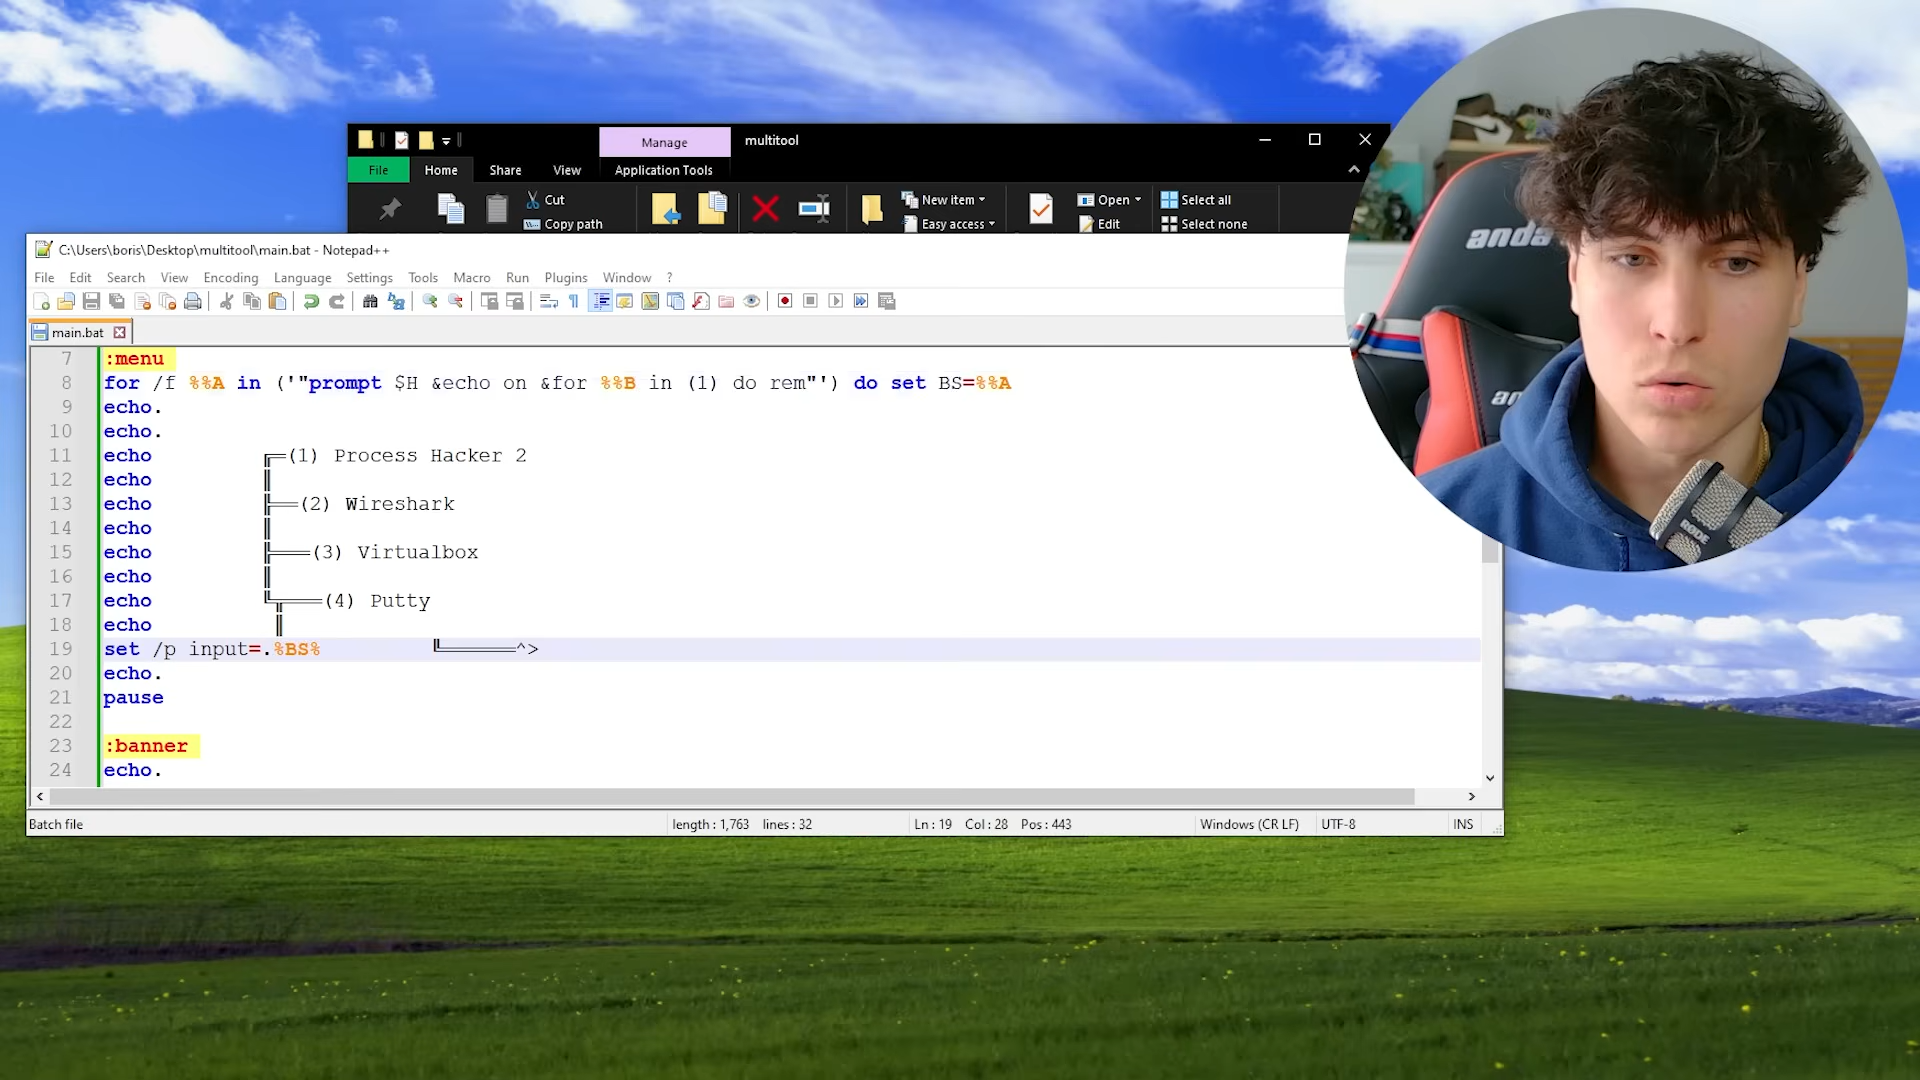 Manage
multitool
File
Home
Share
View
Application Tools
Cut
Copy path
New item
Easy access
Open
Edit
Select all
Select none
C:\Users\boris\Desktop\multitool\main.bat - Notepad++
File Edit Search View Encoding Language Settings Tools Macro Run Plugins Window ?
main.bat
7 :menu
8 for /f %%A in ('"prompt $H &echo on &for %%B in (1) do rem"') do set BS=%%A
9 echo.
10 echo.
11 echo ╔═(1) Process Hacker 2
12 echo ║
13 echo ╠══(2) Wireshark
14 echo ║
15 echo ╠═══(3) Virtualbox
16 echo ║
17 echo ╚╦═══(4) Putty
18 echo ║
19 set /p input=.%BS% ╚══════^>
20 echo.
21 pause
22
23 :banner
24 echo.
Batch file
length : 1,763 lines : 32
Ln : 19 Col : 28 Pos : 443
Windows (CR LF)
UTF-8
INS
anda
an
RODE